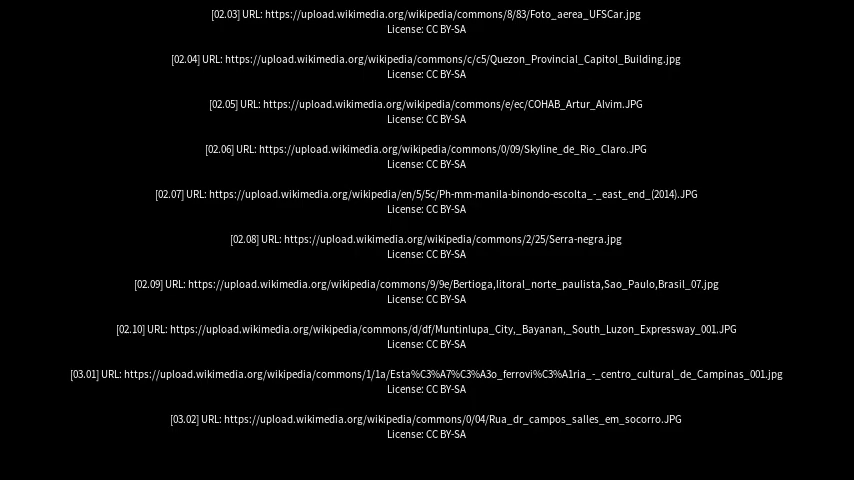 [02.03] URL: https://upload.wikimedia.org/wikipedia/commons/8/83/Foto_aerea_UFSCar.jpg
License: CC BY-SA
[02.04] URL: https://upload.wikimedia.org/wikipedia/commons/c/c5/Quezon_Provincial_Capitol_Building.jpg
License: CC BY-SA
[02.05] URL: https://upload.wikimedia.org/wikipedia/commons/e/ec/COHAB_Artur_Alvim.JPG
License: CC BY-SA
[02.06] URL: https://upload.wikimedia.org/wikipedia/commons/0/09/Skyline_de_Rio_Claro.JPG
License: CC BY-SA
[02.07] URL: https://upload.wikimedia.org/wikipedia/en/5/5c/Ph-mm-manila-binondo-escolta_-_east_end_(2014).JPG
License: CC BY-SA
[02.08] URL: https://upload.wikimedia.org/wikipedia/commons/2/25/Serra-negra.jpg
License: CC BY-SA
[02.09] URL: https://upload.wikimedia.org/wikipedia/commons/9/9e/Bertioga,litoral_norte_paulista,Sao_Paulo,Brasil_07.jpg
License: CC BY-SA
[02.10] URL: https://upload.wikimedia.org/wikipedia/commons/d/df/Muntinlupa_City,_Bayanan,_South_Luzon_Expressway_001.JPG
License: CC BY-SA
[03.01] URL: https://upload.wikimedia.org/wikipedia/commons/1/1a/Esta%C3%A7%C3%A3o_ferrovi%C3%A1ria_-_centro_cultural_de_Campinas_001.jpg
License: CC BY-SA
[03.02] URL: https://upload.wikimedia.org/wikipedia/commons/0/04/Rua_dr_campos_salles_em_socorro.JPG
License: CC BY-SA